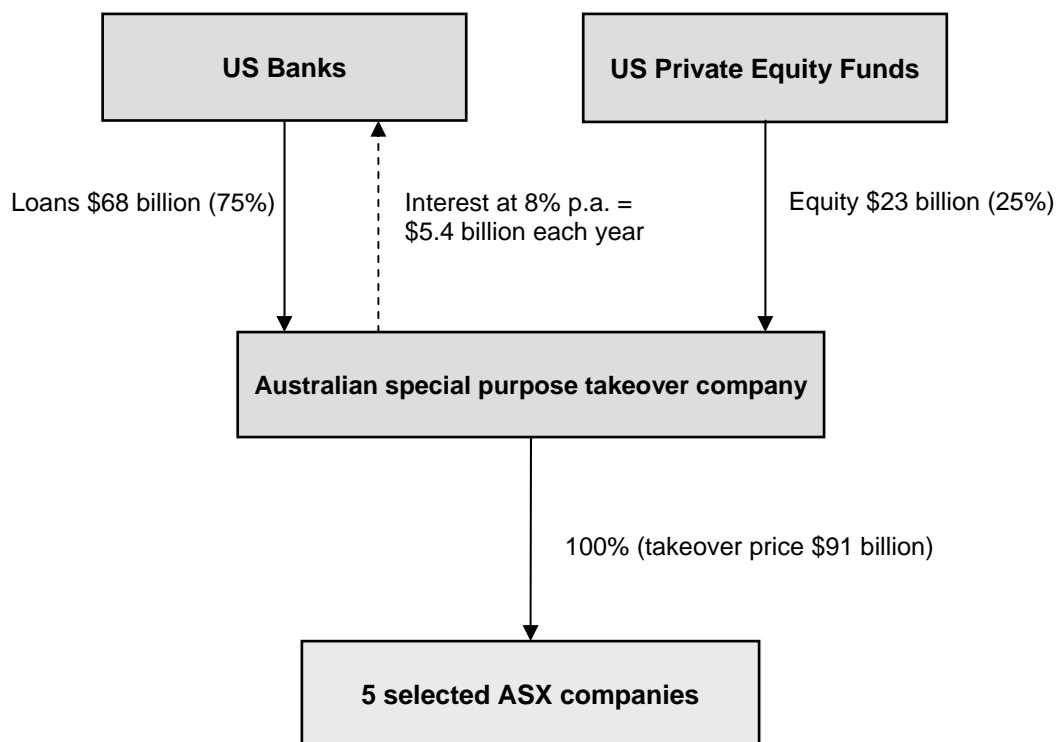 US Banks
US Private Equity Funds
Loans $68 billion (75%)
Interest at 8% p.a. =
$5.4 billion each year
Equity $23 billion (25%)
Australian special purpose takeover company
100% (takeover price $91 billion)
5 selected ASX companies